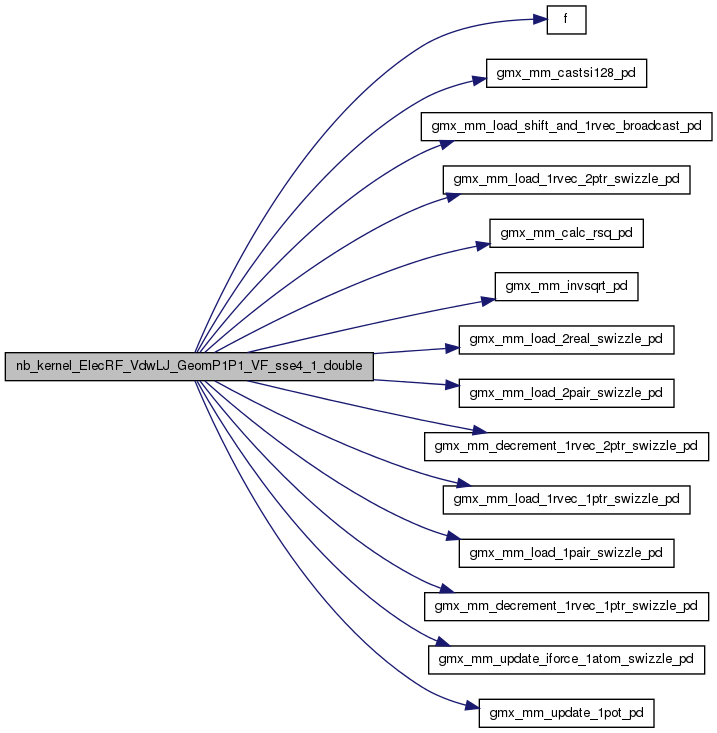 f
gmx_mm_castsi128_pd
gmx_mm_load_shift_and_1rvec_broadcast_pd
gmx_mm_load_1rvec_2ptr_swizzle_pd
gmx_mm_calc_rsq_pd
gmx_mm_invsqrt_pd
gmx_mm_load_2real_swizzle_pd
nb_kernel_ElecRF_VdwLJ_GeomP1P1_VF_sse4_1_double
gmx_mm_load_2pair_swizzle_pd
gmx_mm_decrement_1rvec_2ptr_swizzle_pd
gmx_mm_load_1rvec_1ptr_swizzle_pd
gmx_mm_load_1pair_swizzle_pd
gmx_mm_decrement_1rvec_1ptr_swizzle_pd
gmx_mm_update_iforce_1atom_swizzle_pd
gmx_mm_update_1pot_pd